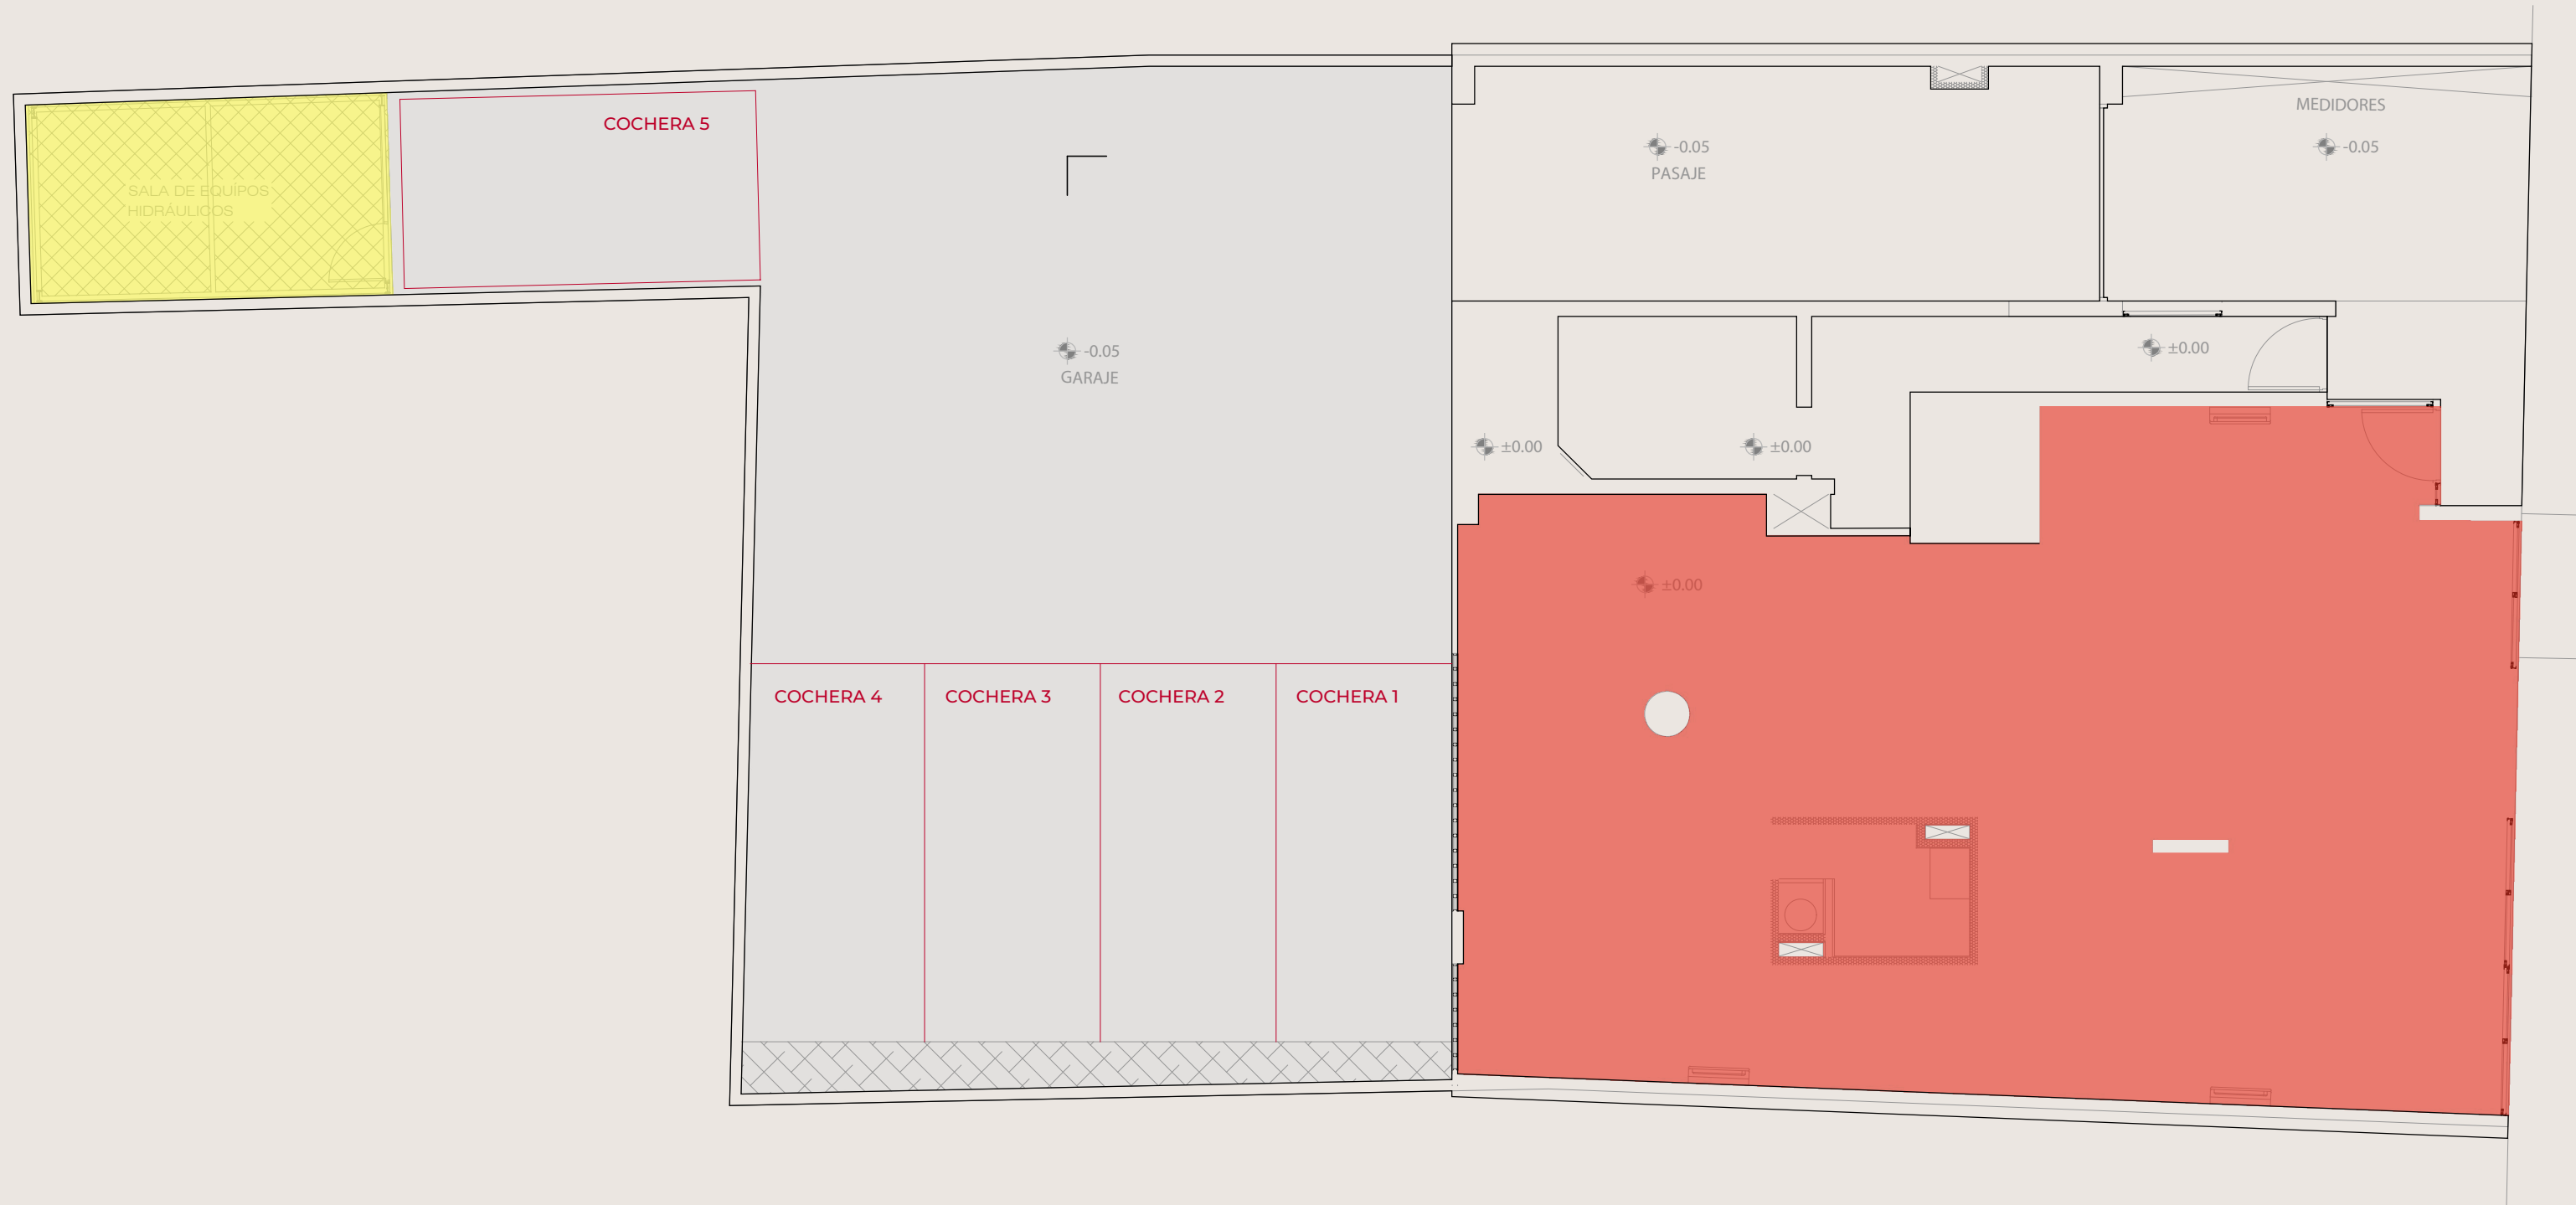 COCHERA 5
SALA DE EQUÍPOS
HIDRÁULICOS
-0.05
PASAJE
MEDIDORES
-0.05
-0.05
GARAJE
±0.00
±0.00
±0.00
±0.00
COCHERA 4
COCHERA 3
COCHERA 2
COCHERA 1